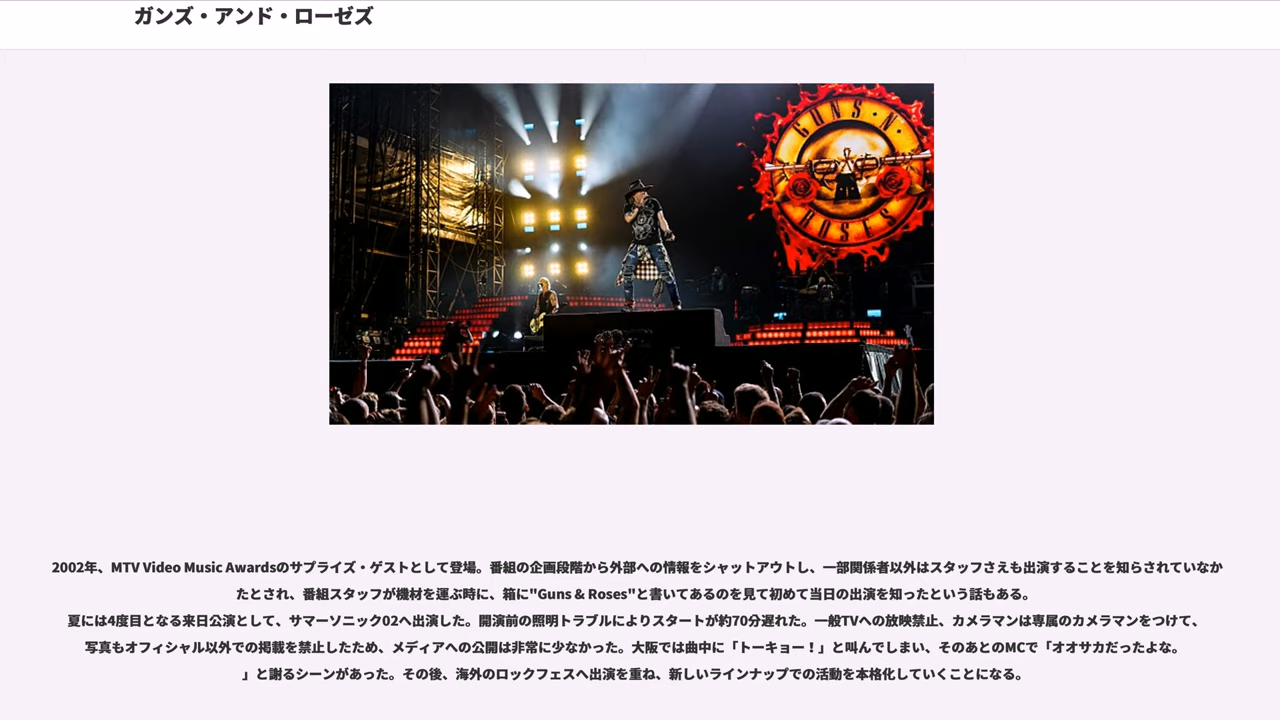 ガンズ・アンド・ローゼズ
GUNS・N・
ROSES
2002年、MTV Video Music Awardsのサプライズ・ゲストとして登場。番組の企画段階から外部への情報をシャットアウトし、一部関係者以外はスタッフさえも出演することを知らされていなか
たとされ、番組スタッフが機材を運ぶ時に、箱に"Guns & Roses"と書いてあるのを見て初めて当日の出演を知ったという話もある。
夏には4度目となる来日公演として、サマーソニック02へ出演した。開演前の照明トラブルによりスタートが約70分遅れた。一般TVへの放映禁止、カメラマンは専属のカメラマンをつけて、
写真もオフィシャル以外での掲載を禁止したため、メディアへの公開は非常に少なかった。大阪では曲中に「トーキョー！」と叫んでしまい、そのあとのMCで「オオサカだったよな。
」と謝るシーンがあった。その後、海外のロックフェスへ出演を重ね、新しいラインナップでの活動を本格化していくことになる。